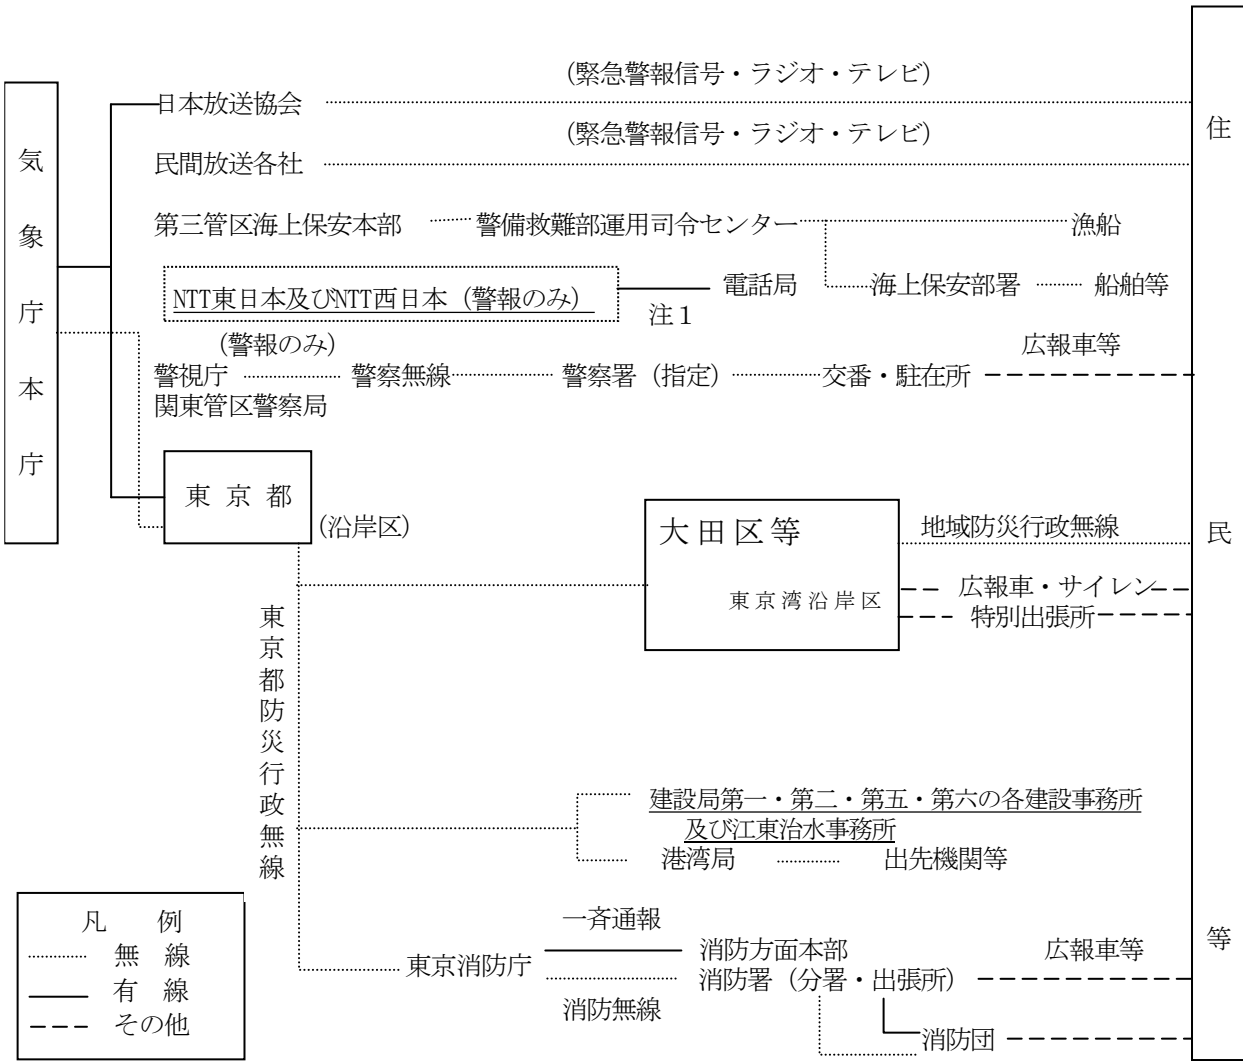 (緊急警報信号・ラジオ・テレビ)
日本放送協会
(緊急警報信号・ラジオ・テレビ)
民間放送各社
第三管区海上保安本部 警備救難部運用司令センター 漁船
NTT東日本及びNTT西日本(警報のみ) 電話局 海上保安部署 船舶等
注1
(警報のみ) 広報車等
警視庁 警察無線 警察署(指定) 交番・駐在所
関東管区警察局
気象庁本庁
東京都
(沿岸区)
大田区等
東京湾沿岸区
地域防災行政無線
広報車・サイレン
特別出張所
住民等
東京都防災行政無線
建設局第一・第二・第五・第六の各建設事務所
及び江東治水事務所
港湾局 出先機関等
一斉通報
東京消防庁 消防方面本部 広報車等
消防署(分署・出張所)
消防無線
消防団
凡 例
無 線
有 線
その他